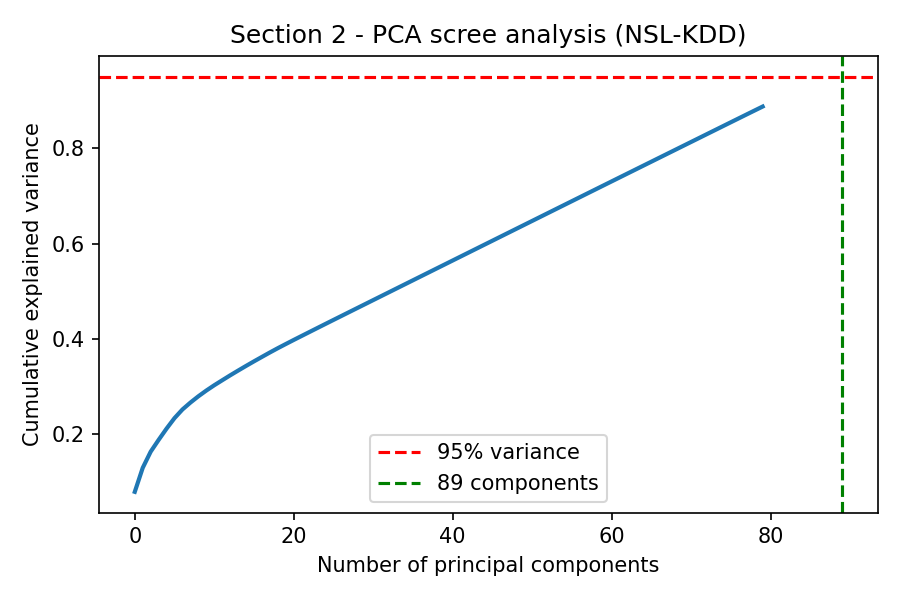 Section 2 - PCA scree analysis (NSL-KDD)
Cumulative explained variance
0.8
0.6
0.4
0.2
95% variance
89 components
0 20 40 60 80
Number of principal components